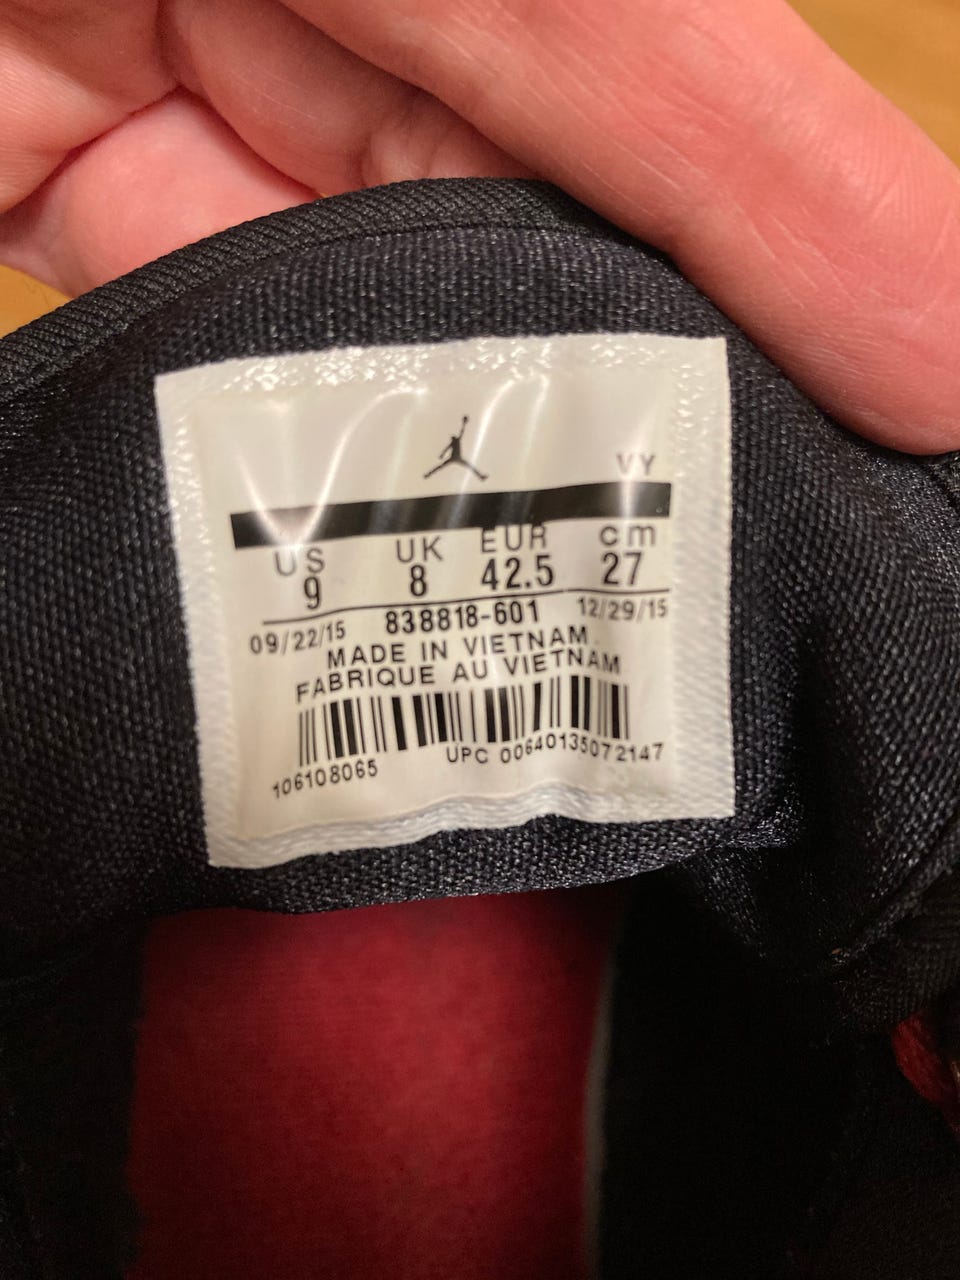 VY
US UK EUR cm
9 8 42.5 27
09/22/15 838818-601 12/29/15
MADE IN VIETNAM
FABRIQUE AU VIETNAM
106108065 UPC 00640135072147